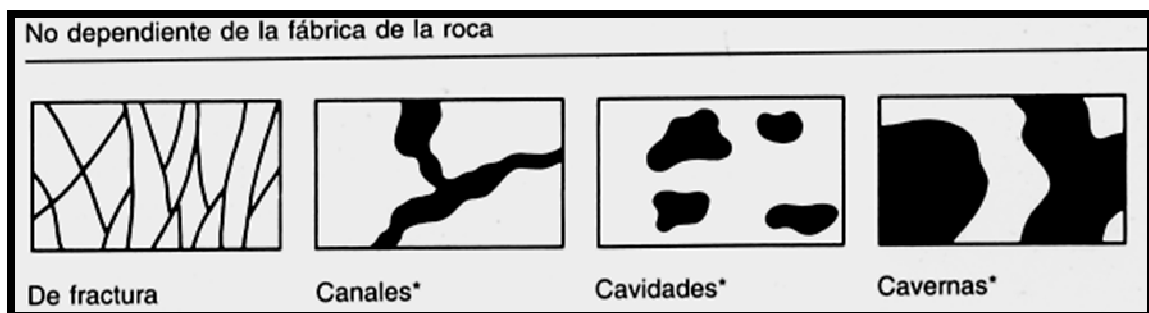 No dependiente de la fábrica de la roca
De fractura
Canales*
Cavidades*
Cavernas*